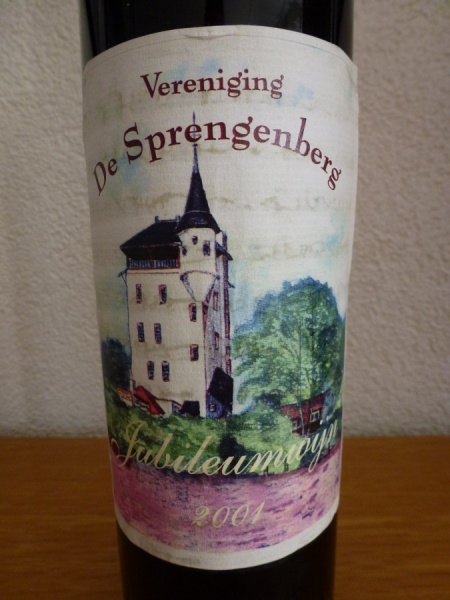 Vereniging
De Sprengenberg
Jubileumwijn
2001